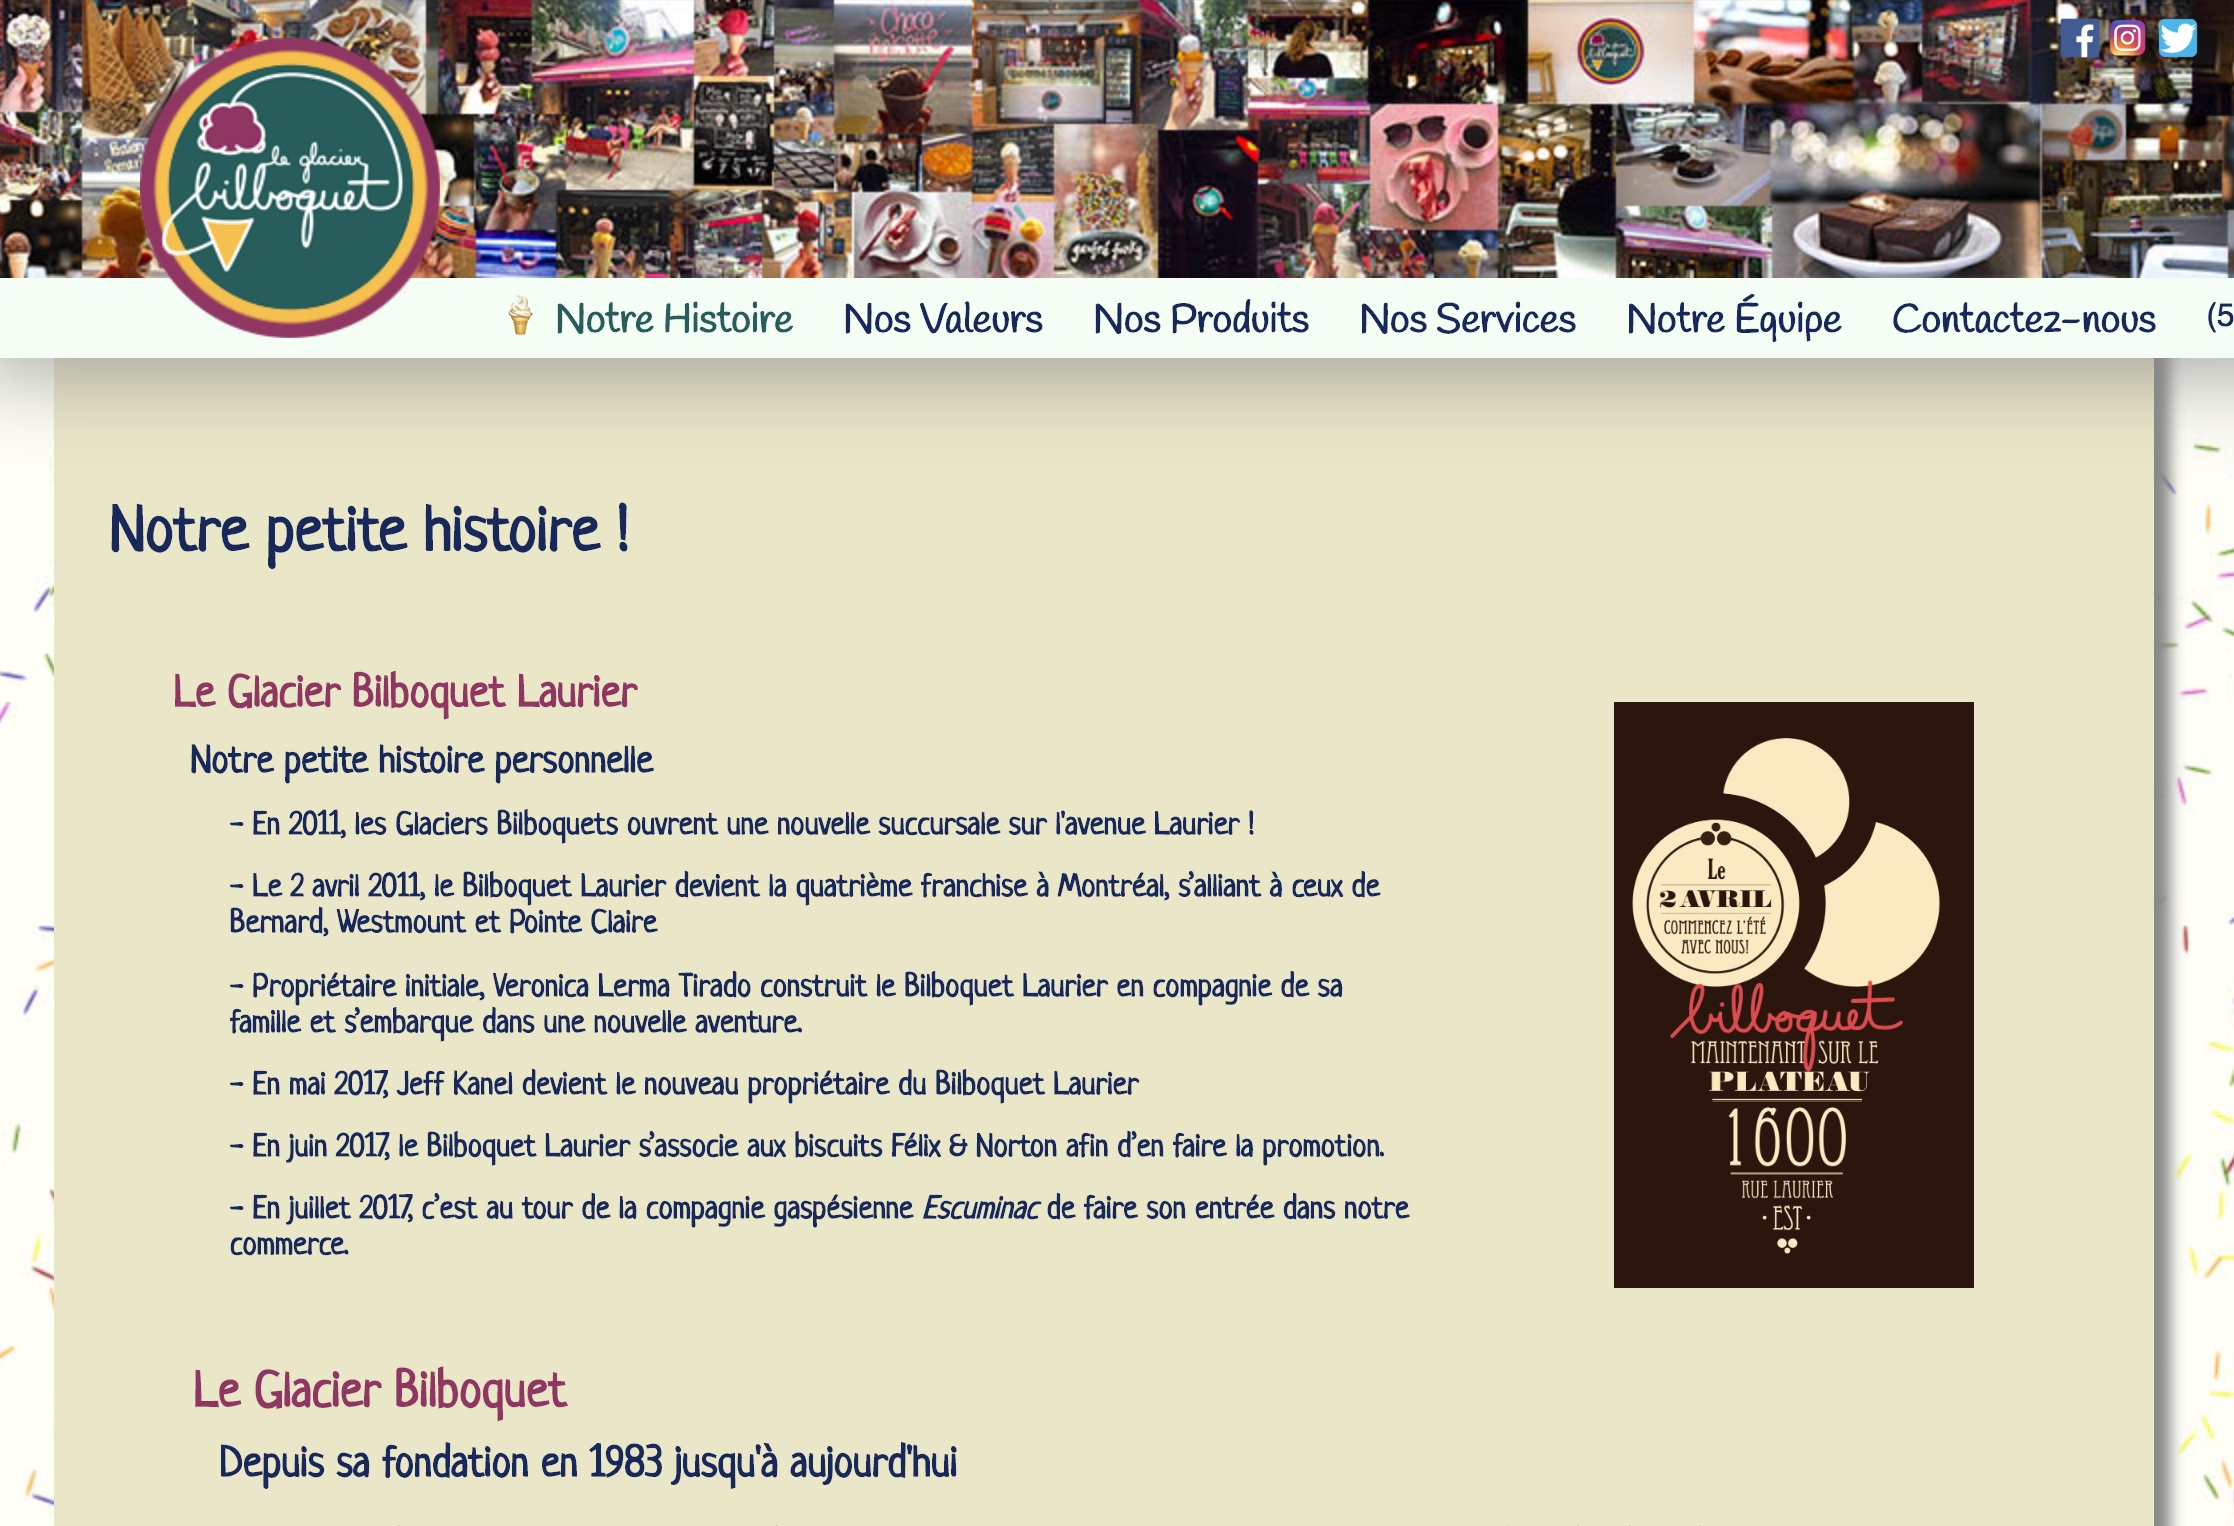 Choco
menthe
le glacier
bilboquet
Notre Histoire
Nos Valeurs
Nos Produits
Nos Services
Notre Équipe
Contactez-nous
(5
Notre petite histoire !
Le Glacier Bilboquet Laurier
Notre petite histoire personnelle
- En 2011, les Glaciers Bilboquets ouvrent une nouvelle succursale sur l'avenue Laurier !
- Le 2 avril 2011, le Bilboquet Laurier devient la quatrième franchise à Montréal, s’alliant à ceux de
Bernard, Westmount et Pointe Claire
- Propriétaire initiale, Veronica Lerma Tirado construit le Bilboquet Laurier en compagnie de sa
famille et s’embarque dans une nouvelle aventure.
- En mai 2017, Jeff Kanel devient le nouveau propriétaire du Bilboquet Laurier
- En juin 2017, le Bilboquet Laurier s’associe aux biscuits Félix & Norton afin d’en faire la promotion.
- En juillet 2017, c’est au tour de la compagnie gaspésienne Escuminac de faire son entrée dans notre
commerce.
Le
2 AVRIL
COMMENCEZ L'ÉTÉ
AVEC NOUS!
bilboquet
MAINTENANT SUR LE
PLATEAU
1600
RUE LAURIER
· EST ·
Le Glacier Bilboquet
Depuis sa fondation en 1983 jusqu'à aujourd'hui